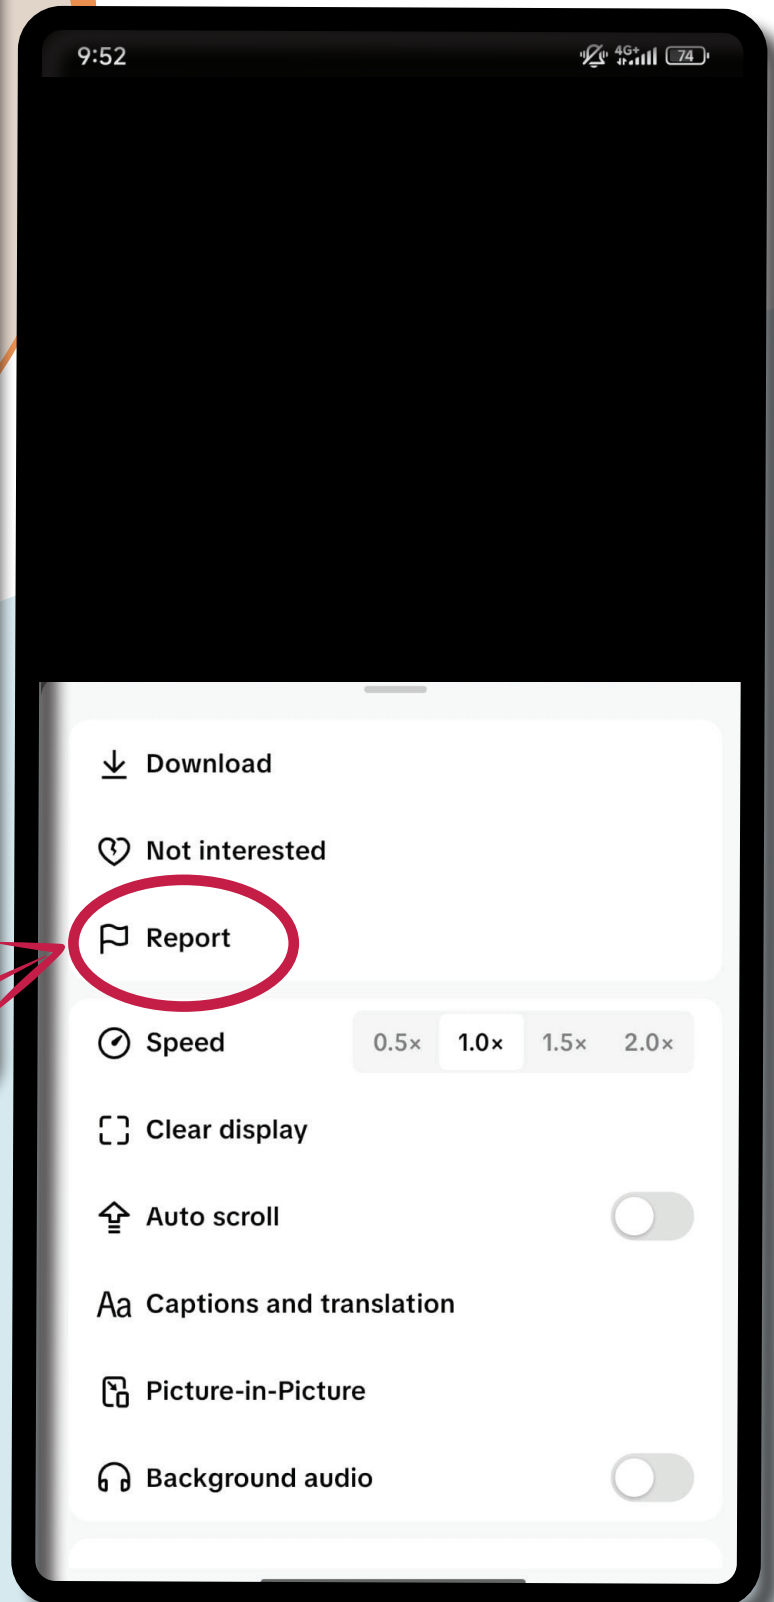 9:52 4G+ 74
Download
Not interested
Report
Speed 0.5× 1.0× 1.5× 2.0×
Clear display
Auto scroll
Aa Captions and translation
Picture-in-Picture
Background audio